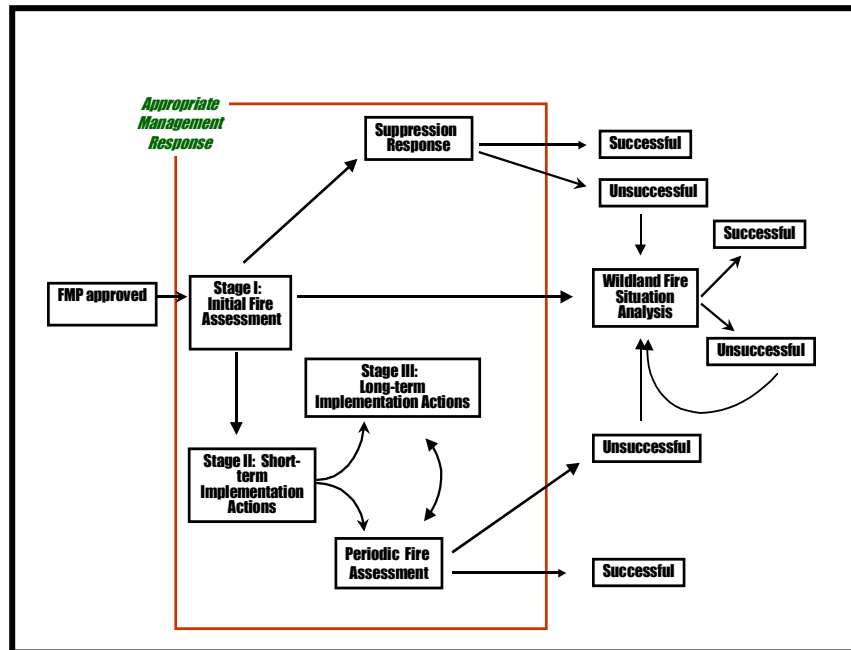 Appropriate
Management
Response
Suppression
Response
Successful
Unsuccessful
Successful
FMP approved
Stage I:
Initial Fire
Assessment
Wildland Fire
Situation
Analysis
Unsuccessful
Stage III:
Long-term
Implementation Actions
Unsuccessful
Stage II: Short-
term
Implementation
Actions
Periodic Fire
Assessment
Successful